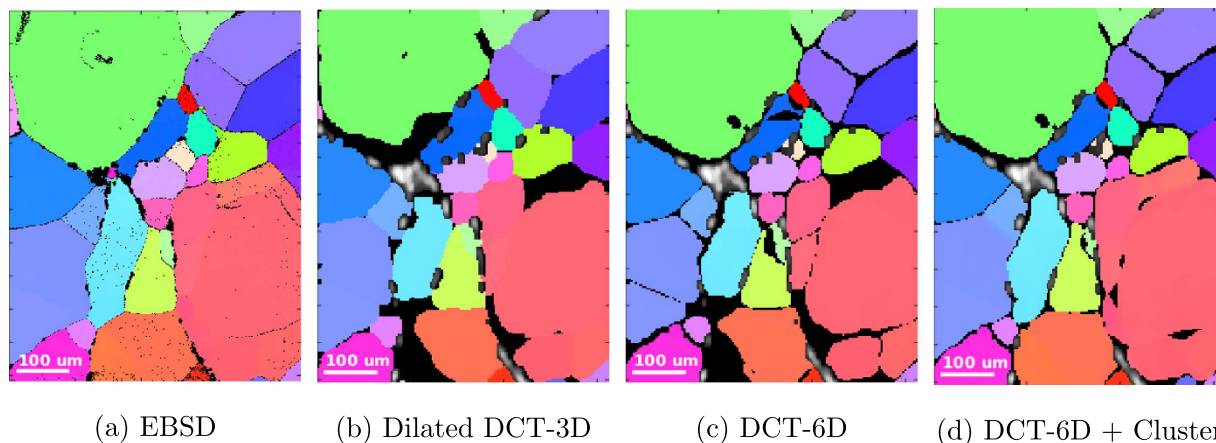 100 um
100 um
100 um
100 um
(a) EBSD
(b) Dilated DCT-3D
(c) DCT-6D
(d) DCT-6D + Cluster